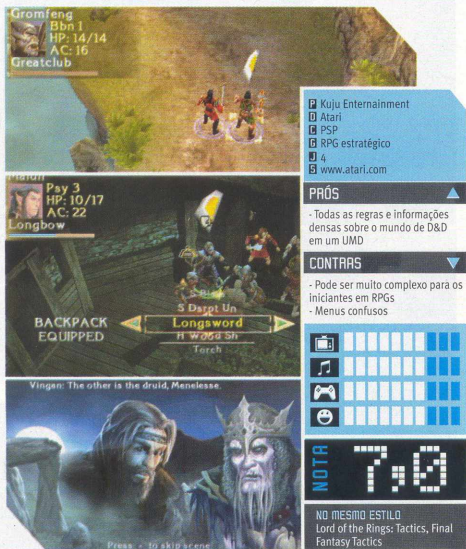 Gromfeng
Bbn 1
HP: 14/14
AC: 16
Greatclub
Psy 3
HP: 10/17
AC: 22
Longbow
S Dsrpt Un
BACKPACK
EQUIPPED
Longsword
H Wood Sh
Torch
Vingen: The other is the druid, Menelesse.
Press × to skip scene
P Kuju Enternainment
D Atari
C PSP
G RPG estratégico
J 4
S www.atari.com
PRÓS
- Todas as regras e informações
densas sobre o mundo de D&D
em um UMD
CONTRAS
- Pode ser muito complexo para os
iniciantes em RPGs
- Menus confusos
NOTA
7,0
NO MESMO ESTILO
Lord of the Rings: Tactics, Final
Fantasy Tactics